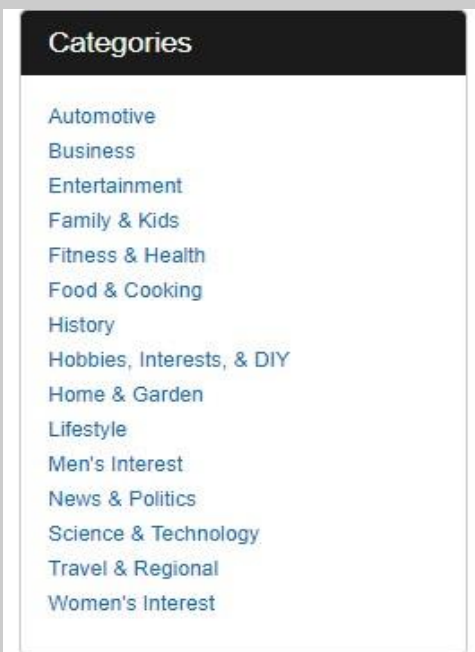 Categories
Automotive
Business
Entertainment
Family & Kids
Fitness & Health
Food & Cooking
History
Hobbies, Interests, & DIY
Home & Garden
Lifestyle
Men's Interest
News & Politics
Science & Technology
Travel & Regional
Women's Interest